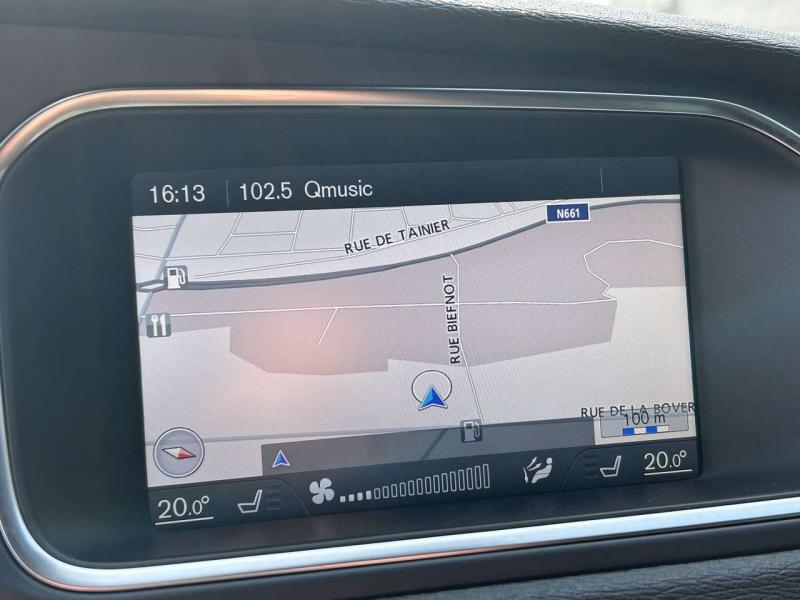 16:13 102.5 Qmusic
N661
RUE DE TAINIER
RUE BIEFNOT
RUE DE LA BOVER
100 m
20.0° 20.0°